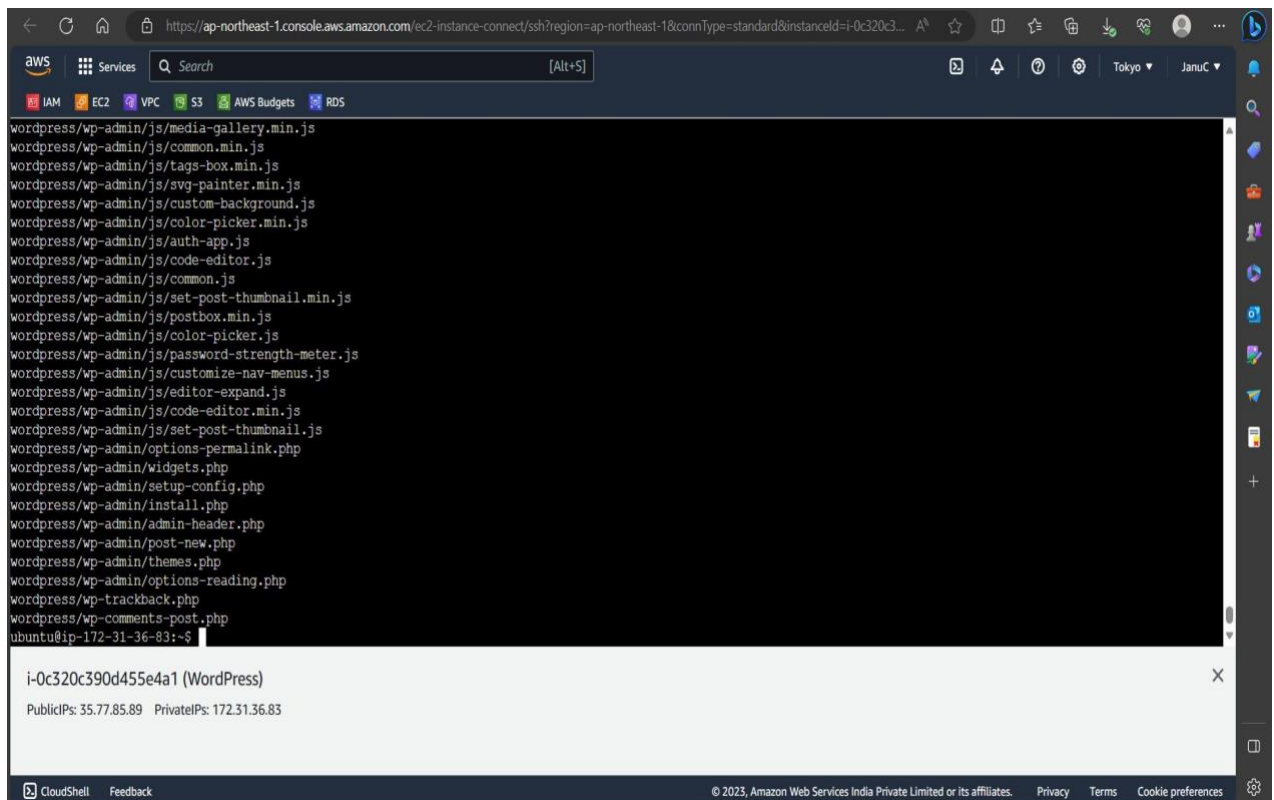 https://ap-northeast-1.console.aws.amazon.com/ec2-instance-connect/ssh?region=ap-northeast-1&connType=standard&instanceId=i-0c320c3...
aws Services Search [Alt+S] Tokyo JanuC
IAM EC2 VPC S3 AWS Budgets RDS
wordpress/wp-admin/js/media-gallery.min.js
wordpress/wp-admin/js/common.min.js
wordpress/wp-admin/js/tags-box.min.js
wordpress/wp-admin/js/svg-painter.min.js
wordpress/wp-admin/js/custom-background.js
wordpress/wp-admin/js/color-picker.min.js
wordpress/wp-admin/js/auth-app.js
wordpress/wp-admin/js/code-editor.js
wordpress/wp-admin/js/common.js
wordpress/wp-admin/js/set-post-thumbnail.min.js
wordpress/wp-admin/js/postbox.min.js
wordpress/wp-admin/js/color-picker.js
wordpress/wp-admin/js/password-strength-meter.js
wordpress/wp-admin/js/customize-nav-menus.js
wordpress/wp-admin/js/editor-expand.js
wordpress/wp-admin/js/code-editor.min.js
wordpress/wp-admin/js/set-post-thumbnail.js
wordpress/wp-admin/options-permalink.php
wordpress/wp-admin/widgets.php
wordpress/wp-admin/setup-config.php
wordpress/wp-admin/install.php
wordpress/wp-admin/admin-header.php
wordpress/wp-admin/post-new.php
wordpress/wp-admin/themes.php
wordpress/wp-admin/options-reading.php
wordpress/wp-trackback.php
wordpress/wp-comments-post.php
ubuntu@ip-172-31-36-83:~$
i-0c320c390d455e4a1 (WordPress)
PublicIPs: 35.77.85.89 PrivateIPs: 172.31.36.83
CloudShell Feedback © 2023, Amazon Web Services India Private Limited or its affiliates. Privacy Terms Cookie preferences